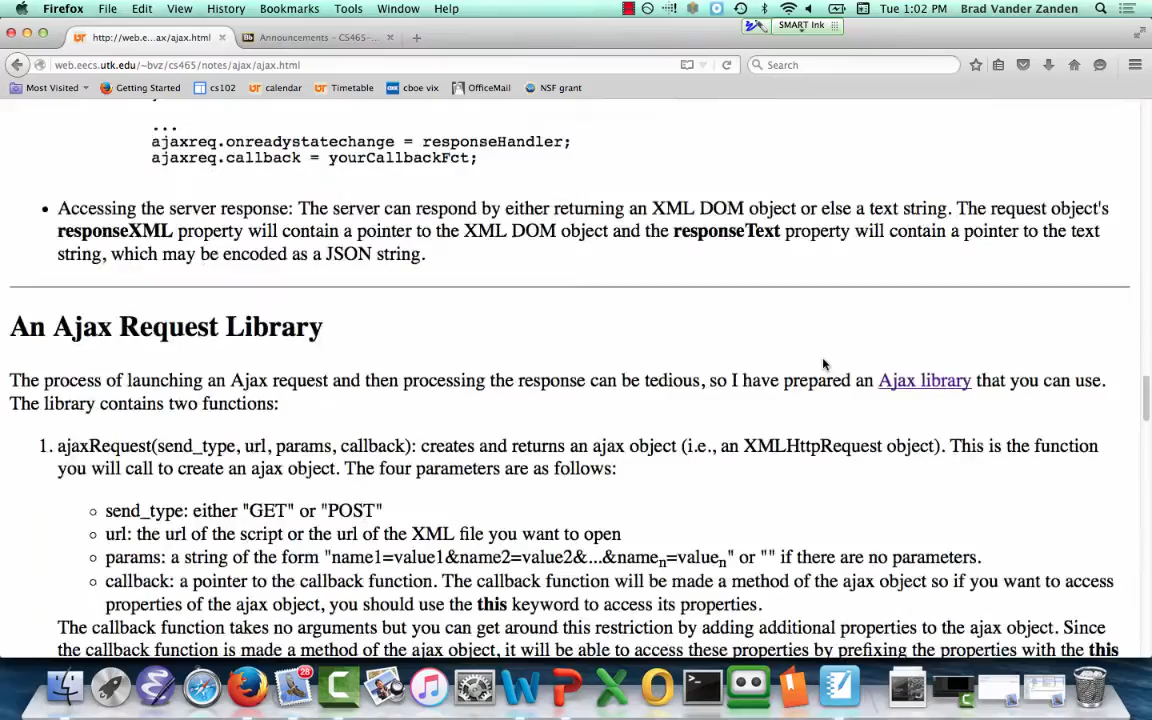 Firefox File Edit View History Bookmarks Tools Window Help Tue 1:02 PM Brad Vander Zanden
SMART Ink
http://web.e...ax/ajax.html Announcements – CS465-...
web.eecs.utk.edu/~bvz/cs465/notes/ajax/ajax.html Search
Most Visited Getting Started cs102 calendar Timetable cboe vix OfficeMail NSF grant
...
ajaxreq.onreadystatechange = responseHandler;
ajaxreq.callback = yourCallbackFct;
• Accessing the server response: The server can respond by either returning an XML DOM object or else a text string. The request object's
responseXML property will contain a pointer to the XML DOM object and the responseText property will contain a pointer to the text
string, which may be encoded as a JSON string.
An Ajax Request Library
The process of launching an Ajax request and then processing the response can be tedious, so I have prepared an Ajax library that you can use.
The library contains two functions:
1. ajaxRequest(send_type, url, params, callback): creates and returns an ajax object (i.e., an XMLHttpRequest object). This is the function
you will call to create an ajax object. The four parameters are as follows:
send_type: either "GET" or "POST"
url: the url of the script or the url of the XML file you want to open
params: a string of the form "name1=value1&name2=value2&...&namen=valuen" or "" if there are no parameters.
callback: a pointer to the callback function. The callback function will be made a method of the ajax object so if you want to access
properties of the ajax object, you should use the this keyword to access its properties.
The callback function takes no arguments but you can get around this restriction by adding additional properties to the ajax object. Since
the callback function is made a method of the ajax object, it will be able to access these properties by prefixing the properties with the this
28